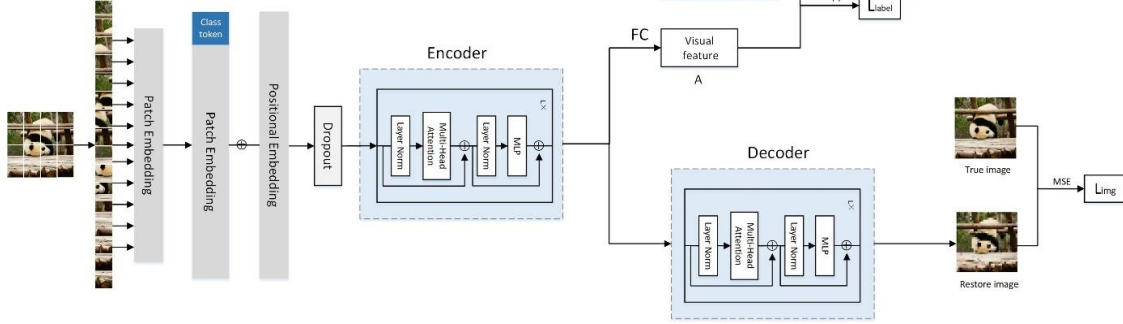 Class
token
Patch Embedding
Patch Embedding
⊕
Positional Embedding
Dropout
Encoder
L×
Layer Norm
Multi-Head
Attention
Layer Norm
MLP
FC
Visual
feature
A
Llabel
Decoder
L×
Layer Norm
Multi-Head
Attention
Layer Norm
MLP
True image
MSE
Limg
Restore image